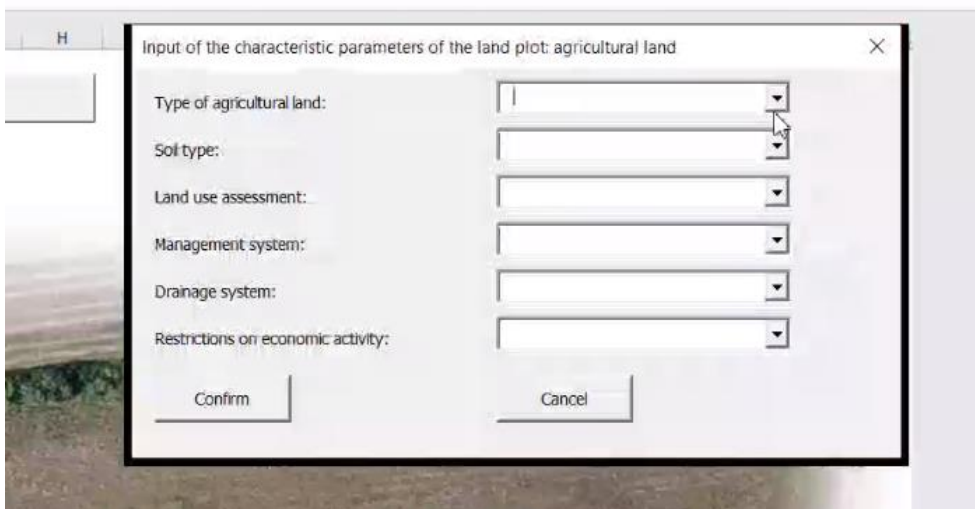 H
Input of the characteristic parameters of the land plot: agricultural land
Type of agricultural land:
Soil type:
Land use assessment:
Management system:
Drainage system:
Restrictions on economic activity:
Confirm Cancel